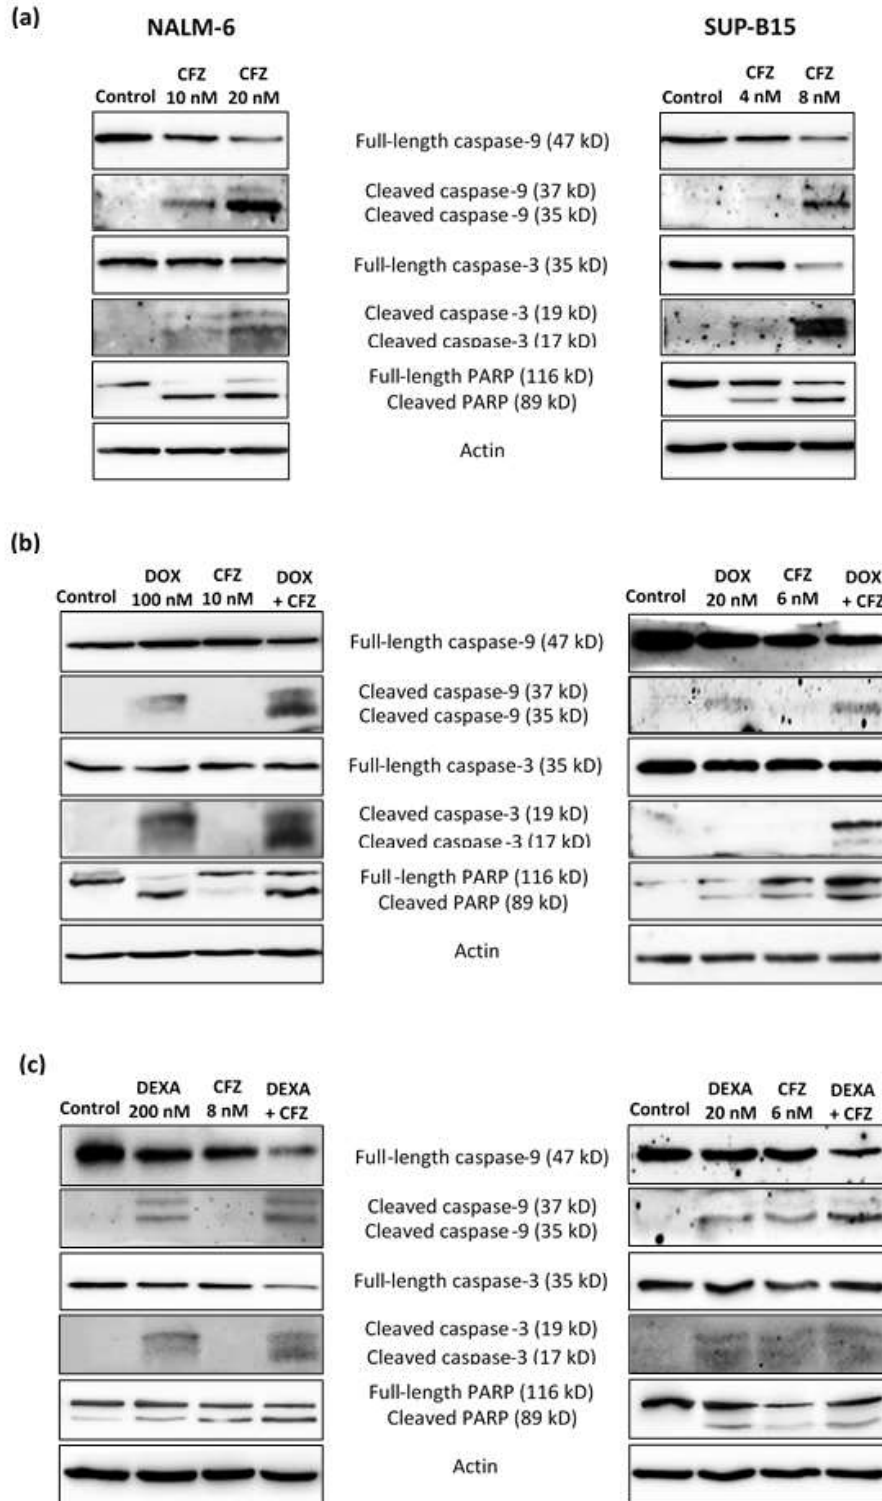 (a)
NALM-6
SUP-B15
Control CFZ 10 nM CFZ 20 nM
Control CFZ 4 nM CFZ 8 nM
Full-length caspase-9 (47 kD)
Cleaved caspase-9 (37 kD)
Cleaved caspase-9 (35 kD)
Full-length caspase-3 (35 kD)
Cleaved caspase-3 (19 kD)
Cleaved caspase-3 (17 kD)
Full-length PARP (116 kD)
Cleaved PARP (89 kD)
Actin
(b)
Control DOX 100 nM CFZ 10 nM DOX + CFZ
Control DOX 20 nM CFZ 6 nM DOX + CFZ
Full-length caspase-9 (47 kD)
Cleaved caspase-9 (37 kD)
Cleaved caspase-9 (35 kD)
Full-length caspase-3 (35 kD)
Cleaved caspase-3 (19 kD)
Cleaved caspase-3 (17 kD)
Full-length PARP (116 kD)
Cleaved PARP (89 kD)
Actin
(c)
Control DEXA 200 nM CFZ 8 nM DEXA + CFZ
Control DEXA 20 nM CFZ 6 nM DEXA + CFZ
Full-length caspase-9 (47 kD)
Cleaved caspase-9 (37 kD)
Cleaved caspase-9 (35 kD)
Full-length caspase-3 (35 kD)
Cleaved caspase-3 (19 kD)
Cleaved caspase-3 (17 kD)
Full-length PARP (116 kD)
Cleaved PARP (89 kD)
Actin